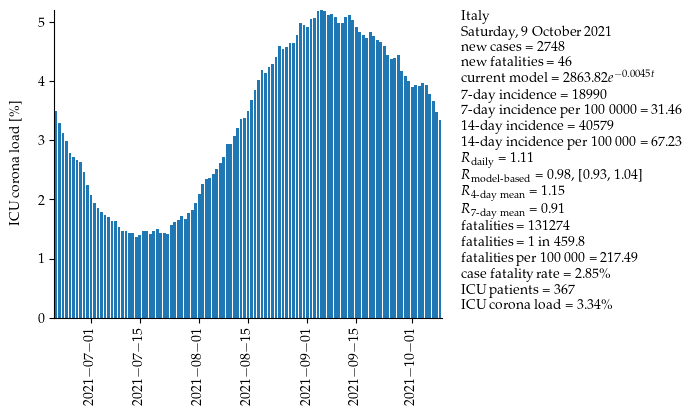 Italy
Saturday, 9 October 2021
new cases = 2748
new fatalities = 46
current model = 2863.82e^{−0.0045t}
7-day incidence = 18990
7-day incidence per 100 0000 = 31.46
14-day incidence = 40579
14-day incidence per 100 000 = 67.23
R_daily = 1.11
R_model-based = 0.98, [0.93, 1.04]
R_4-day mean = 1.15
R_7-day mean = 0.91
fatalities = 131274
fatalities = 1 in 459.8
fatalities per 100 000 = 217.49
case fatality rate = 2.85%
ICU patients = 367
ICU corona load = 3.34%
ICU corona load [%]
5
4
3
2
1
0
2021−07−01
2021−07−15
2021−08−01
2021−08−15
2021−09−01
2021−09−15
2021−10−01